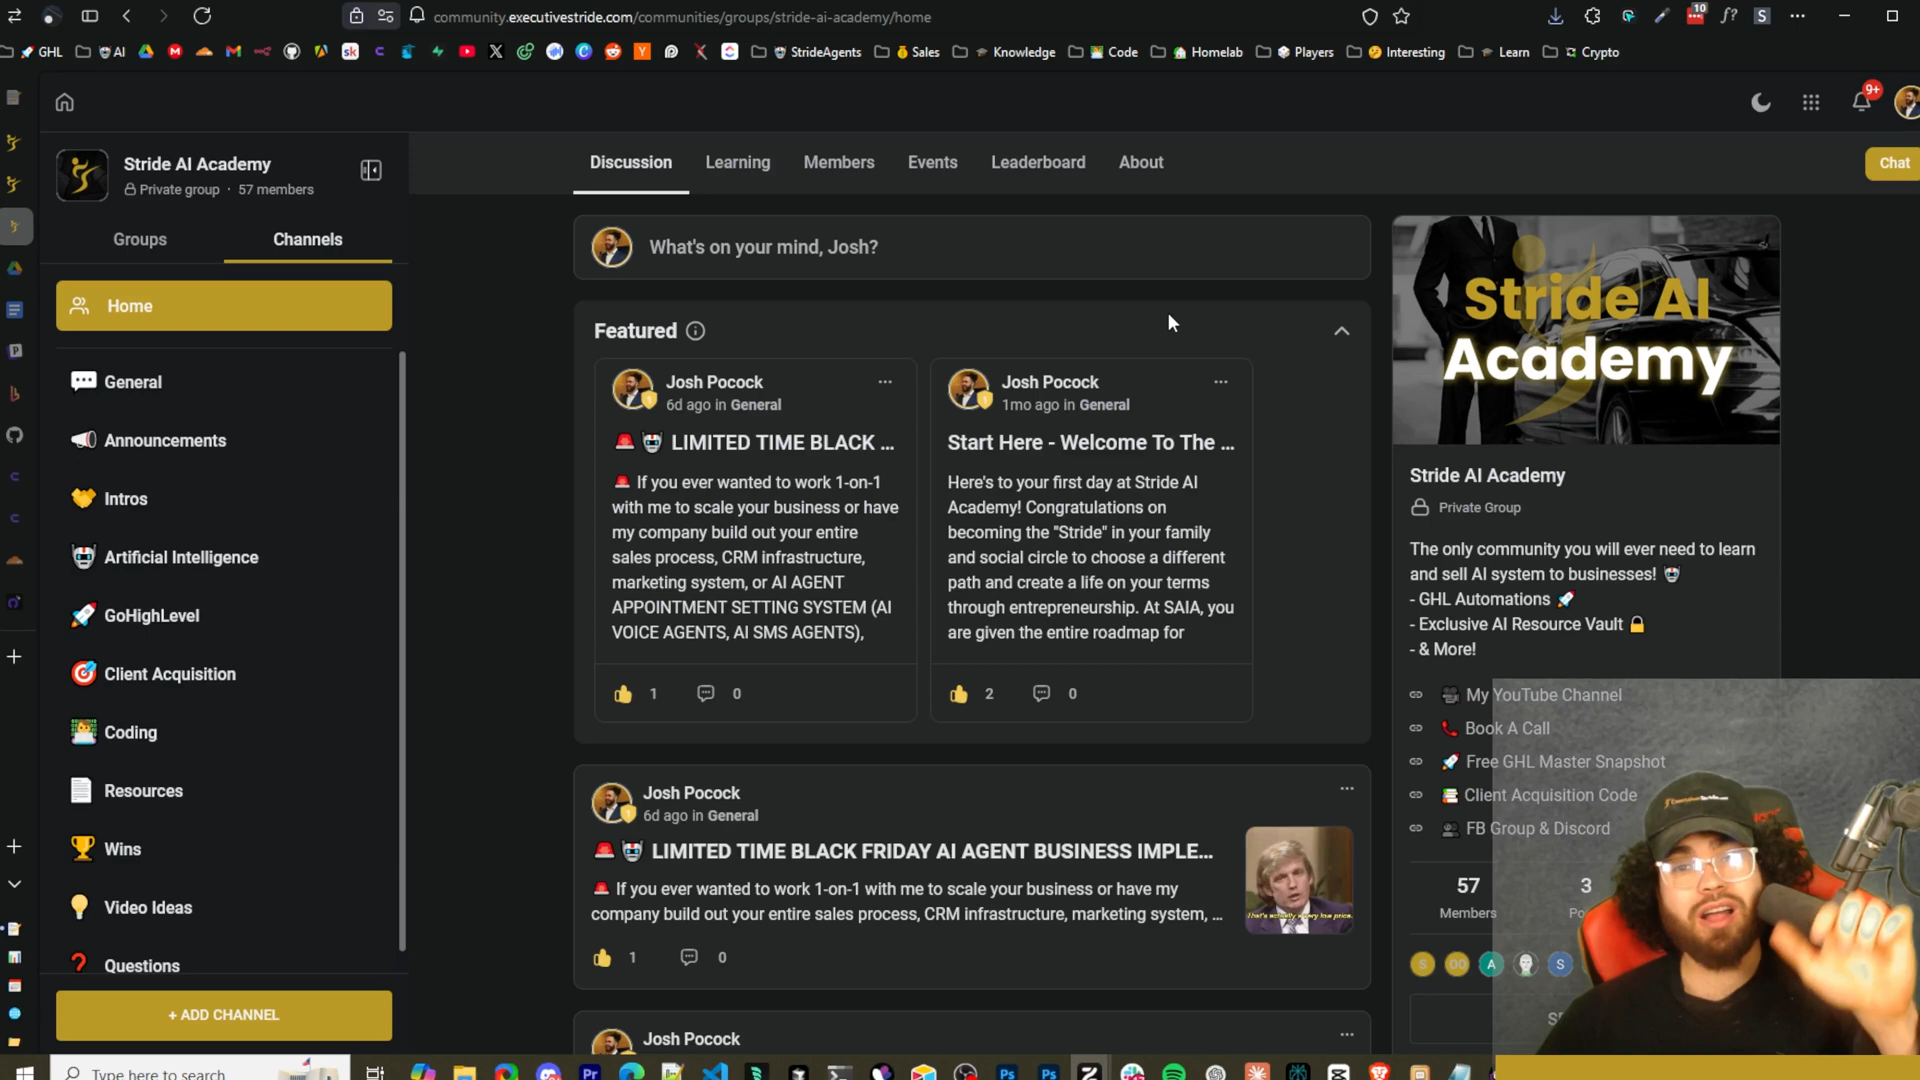 community.executivestride.com/communities/groups/stride-ai-academy/home
10
GHL
AI
StrideAgents
Sales
Knowledge
Code
Homelab
Players
Interesting
Learn
Crypto
9+
Stride AI Academy
Private group · 57 members
Groups
Channels
Home
General
Announcements
Intros
Artificial Intelligence
GoHighLevel
Client Acquisition
Coding
Resources
Wins
Video Ideas
Questions
+ ADD CHANNEL
Discussion
Learning
Members
Events
Leaderboard
About
Chat
What's on your mind, Josh?
Featured
Josh Pocock
6d ago in General
LIMITED TIME BLACK ...
If you ever wanted to work 1-on-1
with me to scale your business or have
my company build out your entire
sales process, CRM infrastructure,
marketing system, or AI AGENT
APPOINTMENT SETTING SYSTEM (AI
VOICE AGENTS, AI SMS AGENTS),
1
0
Josh Pocock
1mo ago in General
Start Here - Welcome To The ...
Here's to your first day at Stride AI
Academy! Congratulations on
becoming the "Stride" in your family
and social circle to choose a different
path and create a life on your terms
through entrepreneurship. At SAIA, you
are given the entire roadmap for
2
0
Josh Pocock
6d ago in General
LIMITED TIME BLACK FRIDAY AI AGENT BUSINESS IMPLE...
If you ever wanted to work 1-on-1 with me to scale your business or have my
company build out your entire sales process, CRM infrastructure, marketing system, ...
That's actually a very low price.
1
0
Josh Pocock
Stride AI
Academy
Stride AI Academy
Private Group
The only community you will ever need to learn
and sell AI system to businesses!
- GHL Automations
- Exclusive AI Resource Vault
- & More!
My YouTube Channel
Book A Call
Free GHL Master Snapshot
Client Acquisition Code
FB Group & Discord
57
Members
3
Type here to search